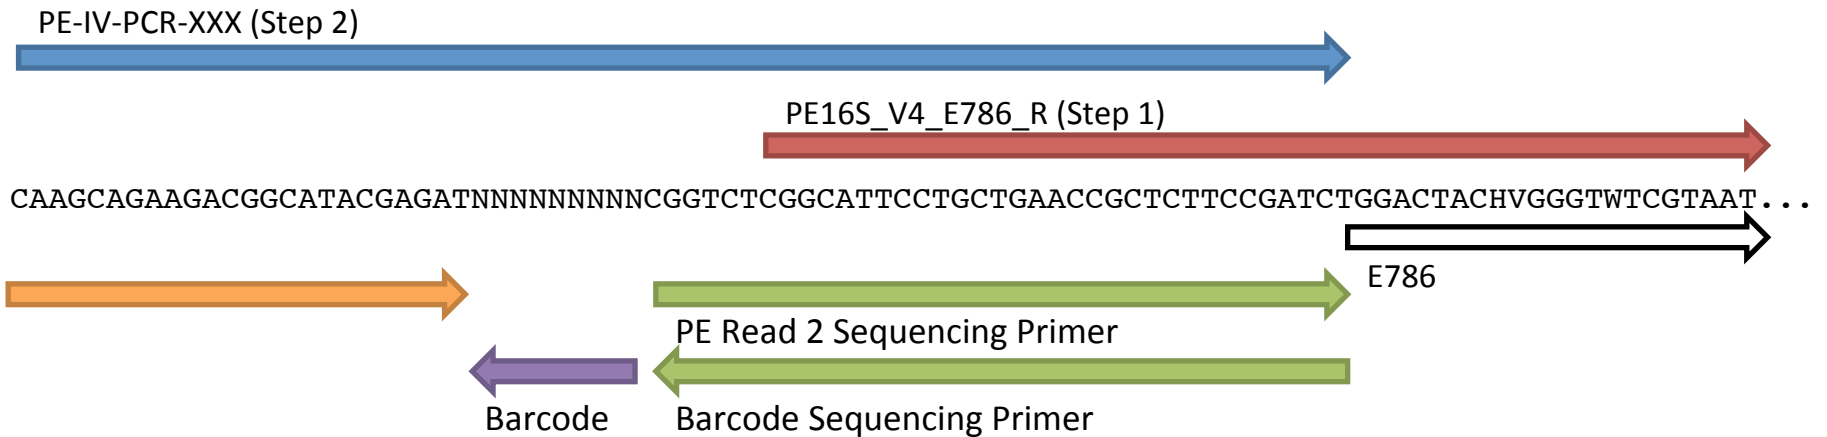 PE-IV-PCR-XXX (Step 2)
PE16S_V4_E786_R (Step 1)
CAAGCAGAAGACGGCATACGAGATNNNNNNNNNCGGTCTCGGCATTCCTGCTGAACCGCTCTTCCGATCTGGACTACHVGGGTWTCGTAAT...
E786
PE Read 2 Sequencing Primer
Barcode
Barcode Sequencing Primer